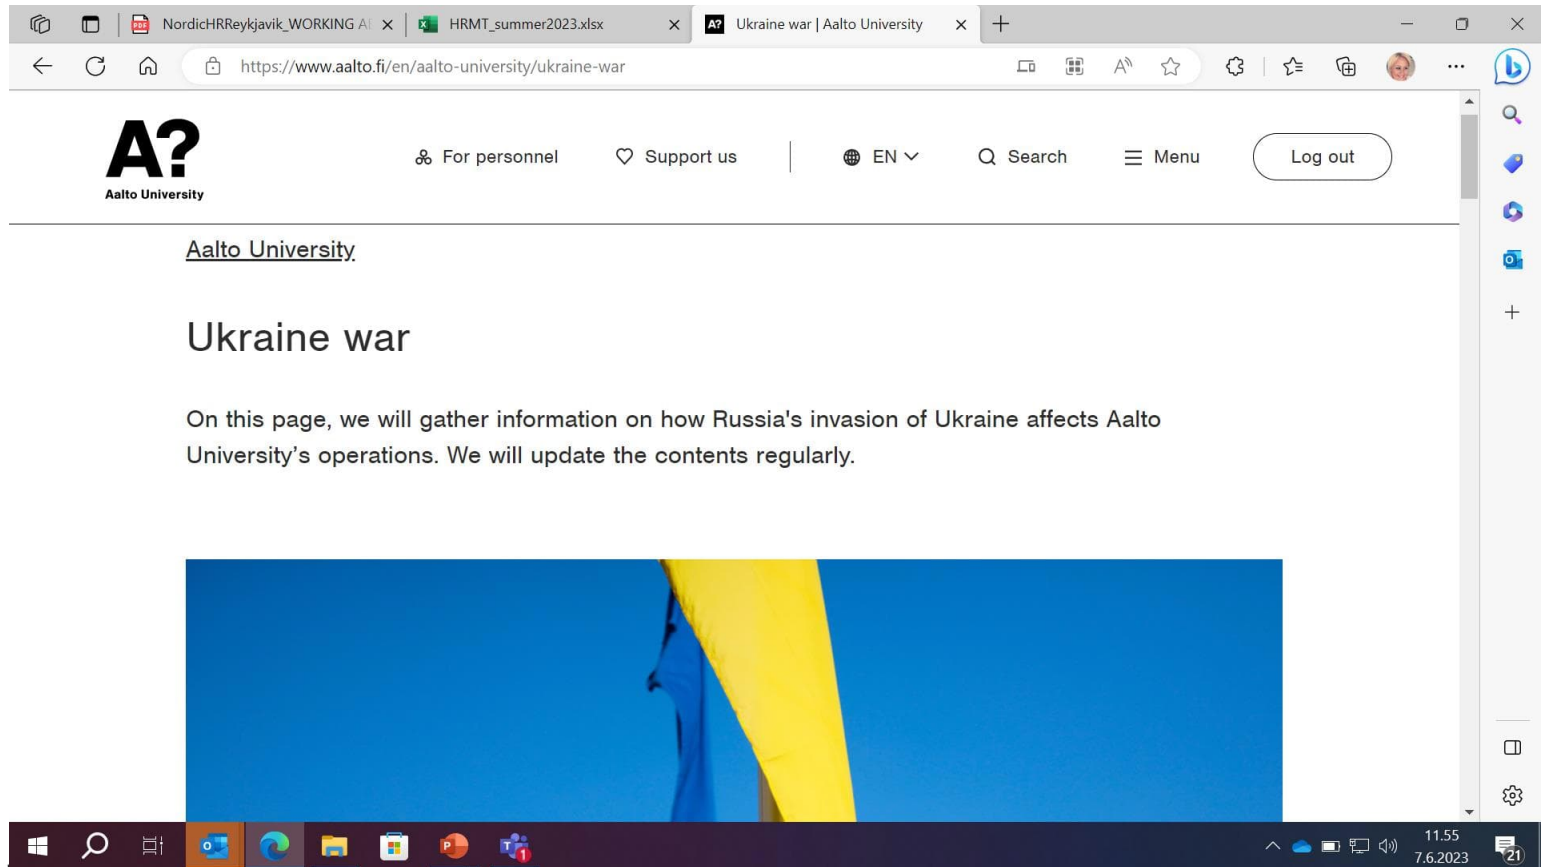 NordicHRReykjavik_WORKING
HRMT_summer2023.xlsx
Ukraine war | Aalto University
https://www.aalto.fi/en/aalto-university/ukraine-war
A?
Aalto University
For personnel
Support us
EN
Search
Menu
Log out
Aalto University
Ukraine war
On this page, we will gather information on how Russia's invasion of Ukraine affects Aalto
University’s operations. We will update the contents regularly.
11.55
7.6.2023
21